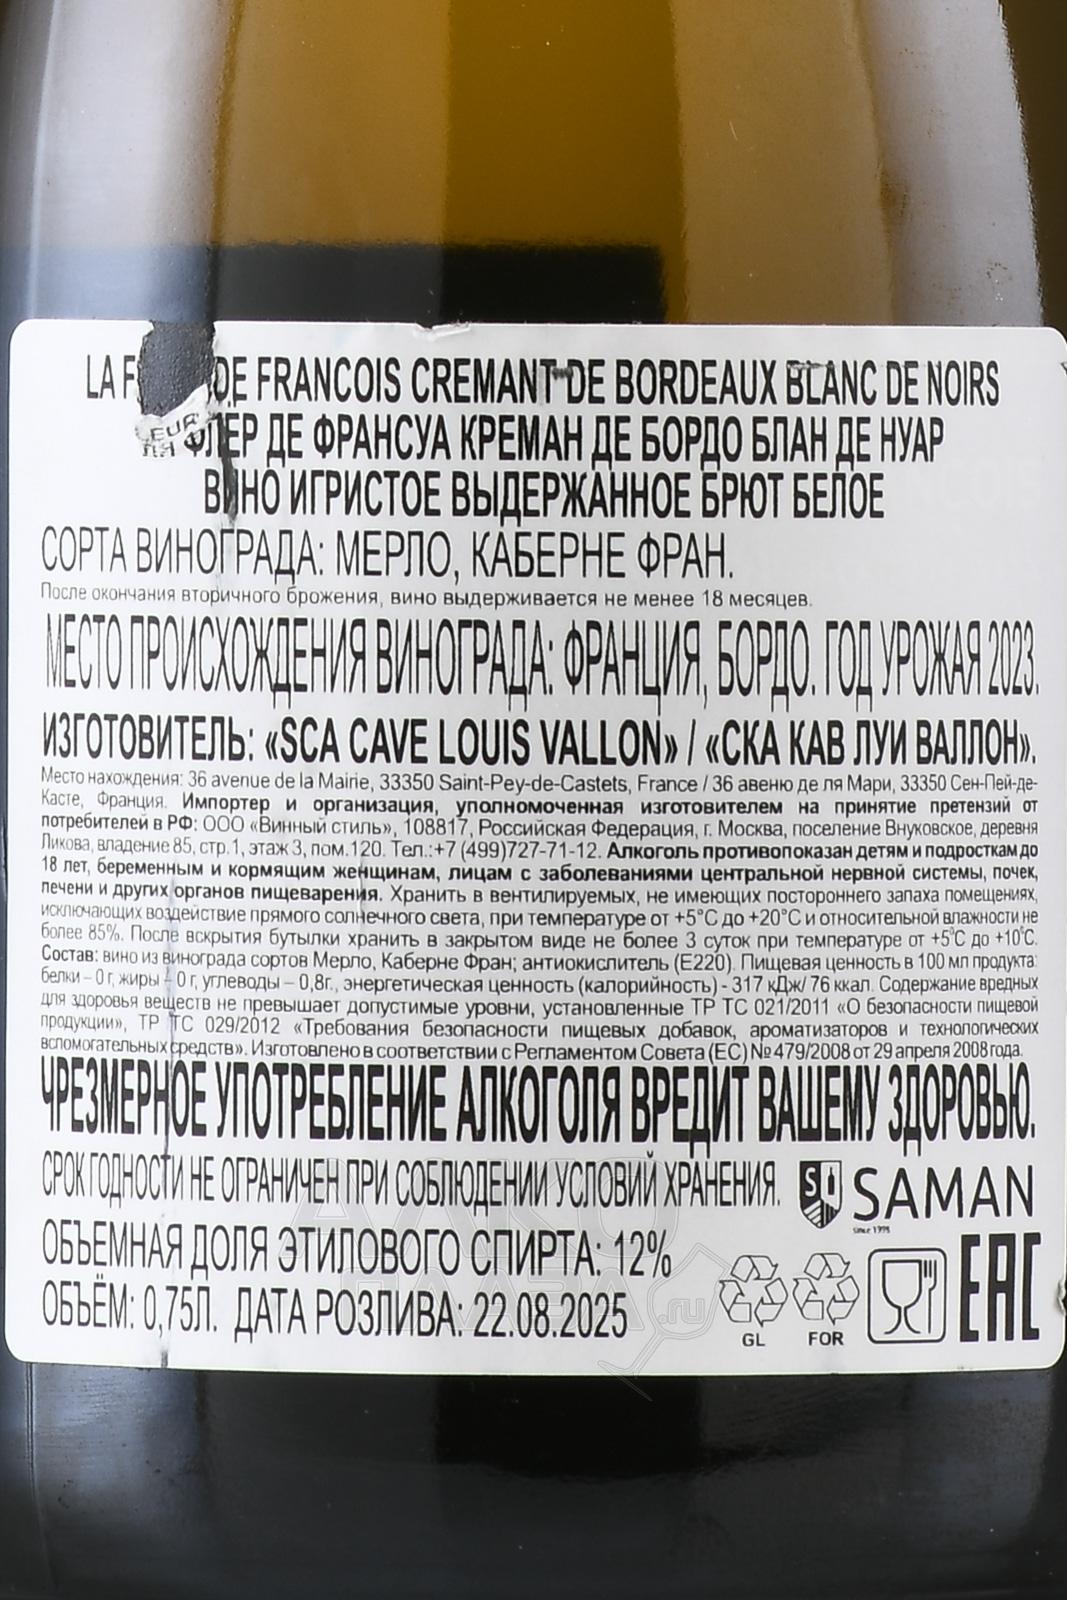 LA DE FRANCOIS CREMANT DE BORDEAUX BLANC DE NOIRS
ЛЯ ФЛЁР ДЕ ФРАНСУА КРЕМАН ДЕ БОРДО БЛАН ДЕ НУАР
ВИНО ИГРИСТОЕ ВЫДЕРЖАННОЕ БРЮТ БЕЛОЕ
СОРТА ВИНОГРАДА: МЕРЛО, КАБЕРНЕ ФРАН.
После окончания вторичного брожения, вино выдерживается не менее 18 месяцев.
МЕСТО ПРОИСХОЖДЕНИЯ ВИНОГРАДА: ФРАНЦИЯ, БОРДО. ГОД УРОЖАЯ 2023.
ИЗГОТОВИТЕЛЬ: «SCA CAVE LOUIS VALLON» / «СКА КАВ ЛУИ ВАЛЛОН».
Место нахождения: 36 avenue de la Mairie, 33350 Saint-Pey-de-Castets, France / 36 авеню де ля Мари, 33350 Сен-Пей-де-
Касте, Франция. Импортер и организация, уполномоченная изготовителем на принятие претензий от
потребителей в РФ: ООО «Винный стиль», 108817, Российская Федерация, г. Москва, поселение Внуковское, деревня
Ликова, владение 85, стр.1, этаж 3, пом.120. Тел.:+7 (499)727-71-12. Алкоголь противопоказан детям и подросткам до
18 лет, беременным и кормящим женщинам, лицам с заболеваниями центральной нервной системы, почек,
печени и других органов пищеварения. Хранить в вентилируемых, не имеющих постороннего запаха помещениях,
исключающих воздействие прямого солнечного света, при температуре от +5°C до +20°C и относительной влажности не
более 85%. После вскрытия бутылки хранить в закрытом виде не более 3 суток при температуре от +5°C до +10°C.
Состав: вино из винограда сортов Мерло, Каберне Фран; антиокислитель (Е220). Пищевая ценность в 100 мл продукта:
белки – 0 г, жиры – 0 г, углеводы – 0,8г., энергетическая ценность (калорийность) - 317 кДж/ 76 ккал. Содержание вредных
для здоровья веществ не превышает допустимые уровни, установленные ТР ТС 021/2011 «О безопасности пищевой
продукции», ТР ТС 029/2012 «Требования безопасности пищевых добавок, ароматизаторов и технологических
вспомогательных средств». Изготовлено в соответствии с Регламентом Совета (ЕС) № 479/2008 от 29 апреля 2008 года.
ЧРЕЗМЕРНОЕ УПОТРЕБЛЕНИЕ АЛКОГОЛЯ ВРЕДИТ ВАШЕМУ ЗДОРОВЬЮ.
СРОК ГОДНОСТИ НЕ ОГРАНИЧЕН ПРИ СОБЛЮДЕНИИ УСЛОВИЙ ХРАНЕНИЯ.
SAMAN
since 1998
ОБЪЕМНАЯ ДОЛЯ ЭТИЛОВОГО СПИРТА: 12%
ОБЪЁМ: 0,75Л. ДАТА РОЗЛИВА: 22.08.2025
GL FOR
EAC